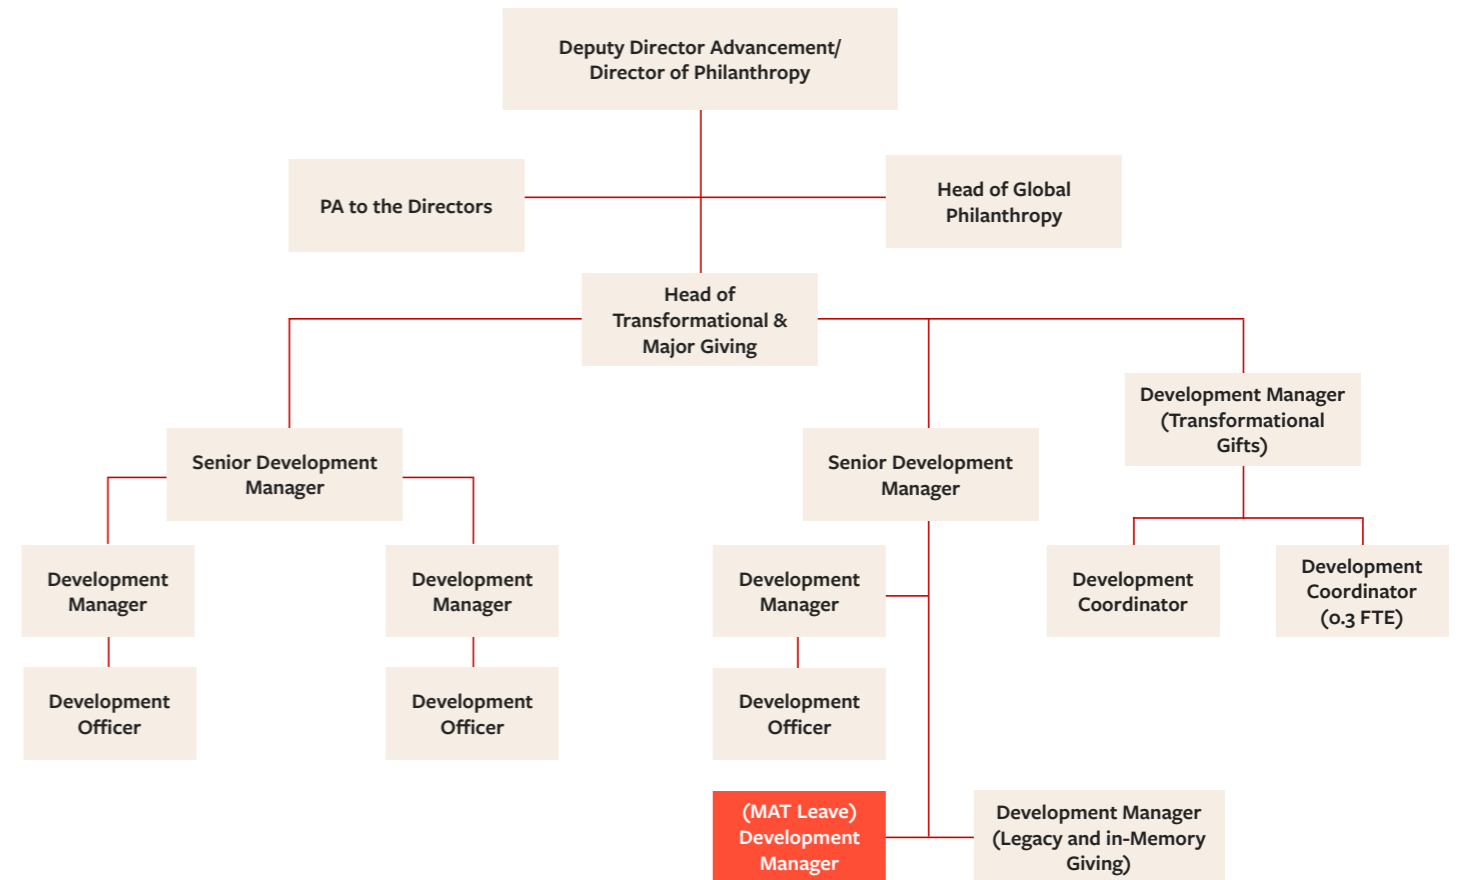 Deputy Director Advancement/
Director of Philanthropy
PA to the Directors
Head of Global
Philanthropy
Head of
Transformational &
Major Giving
Development Manager
(Transformational
Gifts)
Senior Development
Manager
Senior Development
Manager
Development
Manager
Development
Manager
Development
Manager
Development
Coordinator
Development
Coordinator
(0.3 FTE)
Development
Officer
Development
Officer
Development
Officer
(MAT Leave)
Development
Manager
Development Manager
(Legacy and in-Memory
Giving)